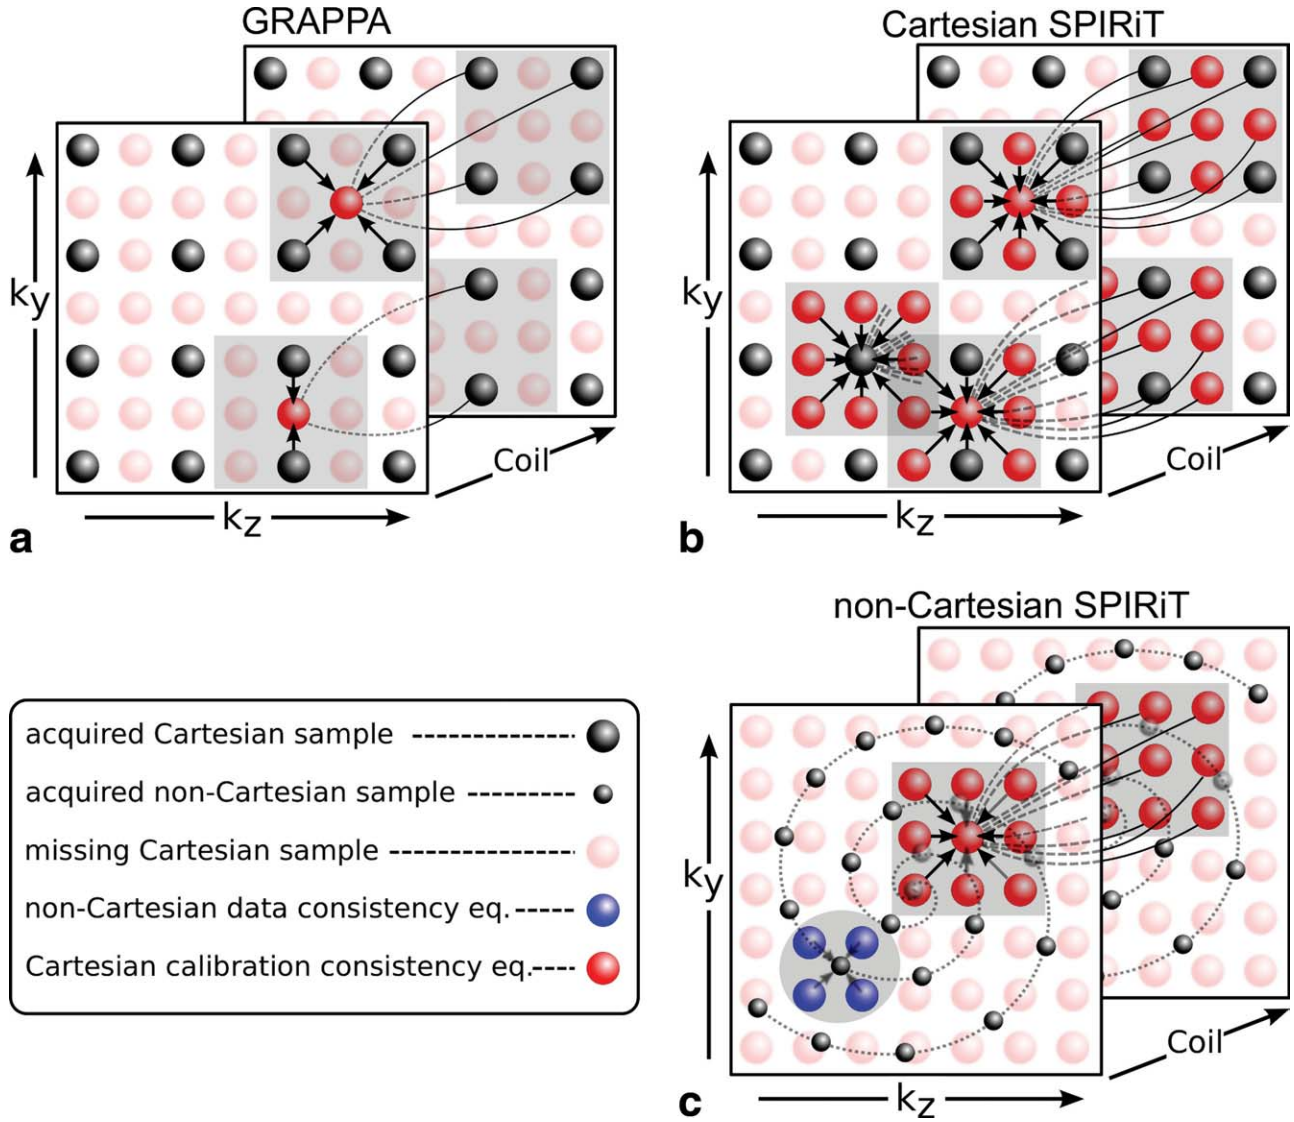 GRAPPA
Cartesian SPIRiT
ky
ky
Coil
Coil
kz
kz
a
b
non-Cartesian SPIRiT
acquired Cartesian sample
acquired non-Cartesian sample
missing Cartesian sample
non-Cartesian data consistency eq.
Cartesian calibration consistency eq.
ky
Coil
kz
c